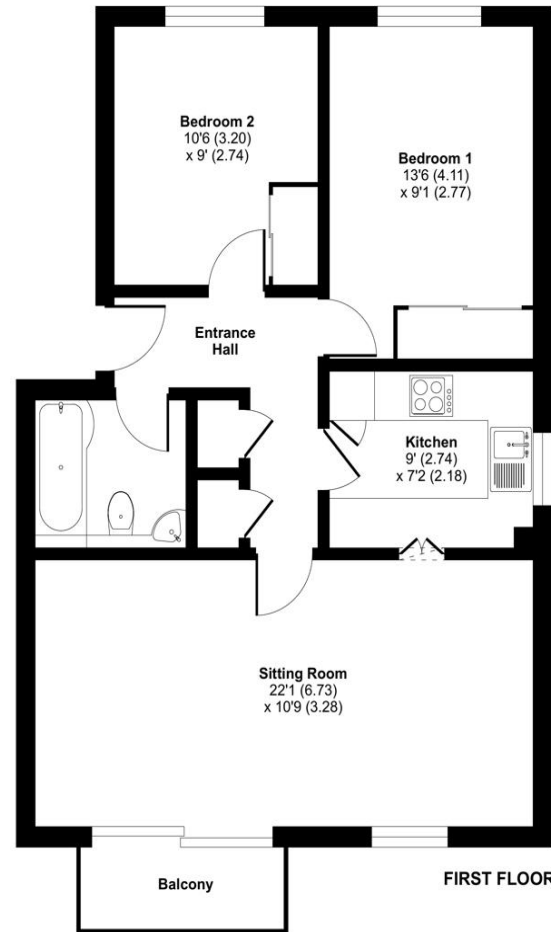 Bedroom 2
10'6 (3.20)
x 9' (2.74)
Bedroom 1
13'6 (4.11)
x 9'1 (2.77)
Entrance
Hall
Kitchen
9' (2.74)
x 7'2 (2.18)
Sitting Room
22'1 (6.73)
x 10'9 (3.28)
Balcony
FIRST FLOOR